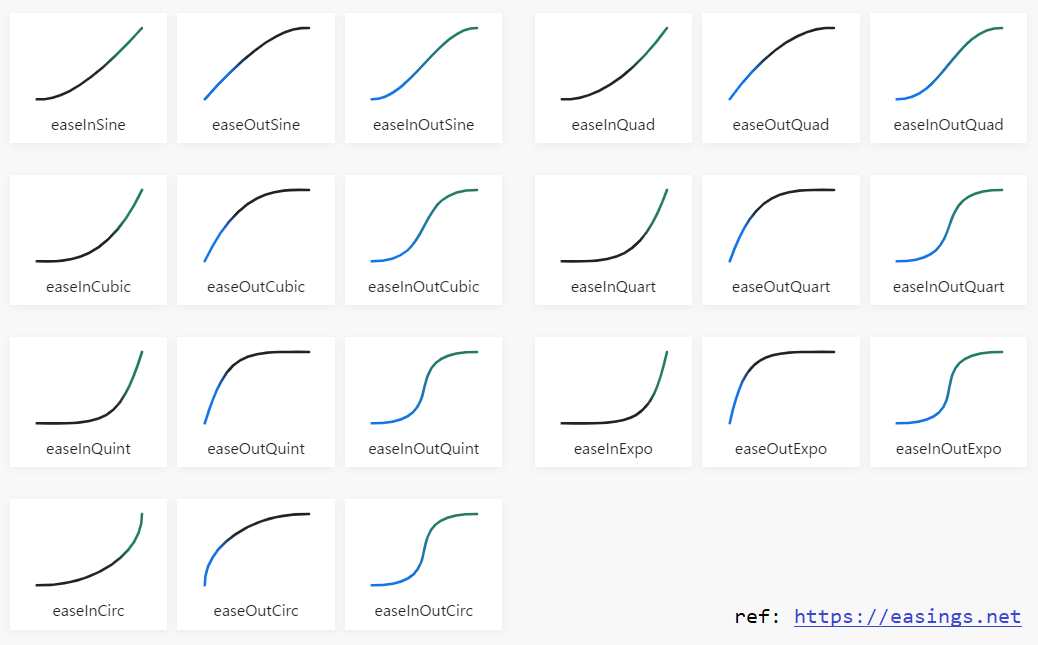 easeInSine easeOutSine easeInOutSine easeInQuad easeOutQuad easeInOutQuad
easeInCubic easeOutCubic easeInOutCubic easeInQuart easeOutQuart easeInOutQuart
easeInQuint easeOutQuint easeInOutQuint easeInExpo easeOutExpo easeInOutExpo
easeInCirc easeOutCirc easeInOutCirc
ref: https://easings.net